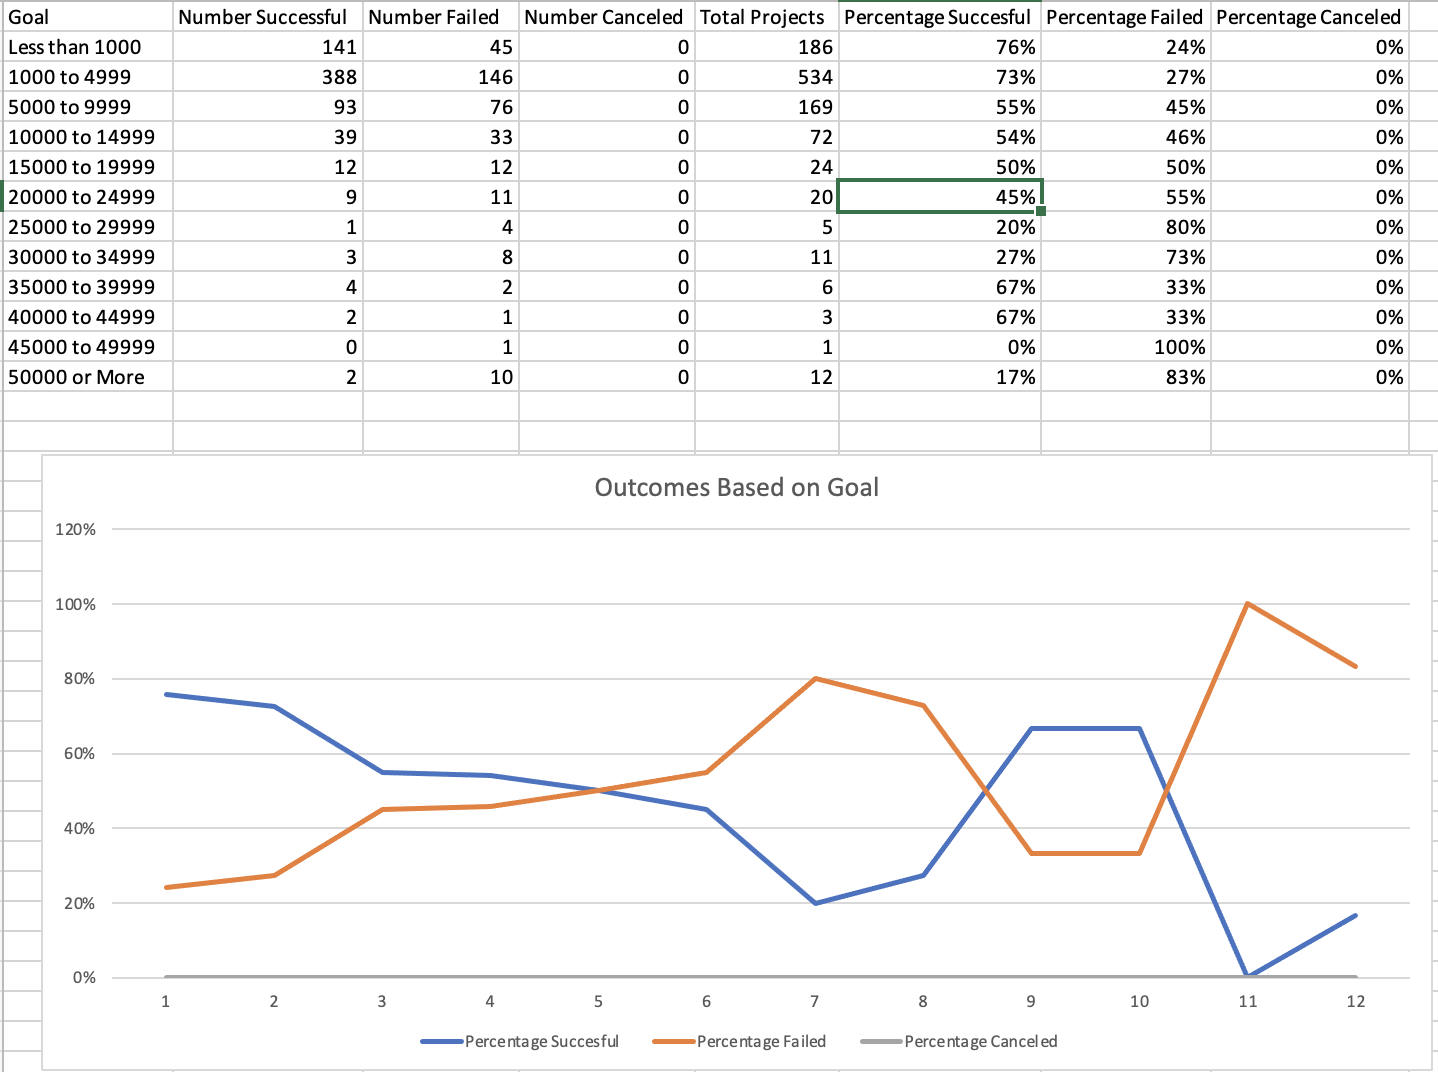 Goal Number Successful Number Failed Number Canceled Total Projects Percentage Succesful Percentage Failed Percentage Canceled
Less than 1000 141 45 0 186 76% 24% 0%
1000 to 4999 388 146 0 534 73% 27% 0%
5000 to 9999 93 76 0 169 55% 45% 0%
10000 to 14999 39 33 0 72 54% 46% 0%
15000 to 19999 12 12 0 24 50% 50% 0%
20000 to 24999 9 11 0 20 45% 55% 0%
25000 to 29999 1 4 0 5 20% 80% 0%
30000 to 34999 3 8 0 11 27% 73% 0%
35000 to 39999 4 2 0 6 67% 33% 0%
40000 to 44999 2 1 0 3 67% 33% 0%
45000 to 49999 0 1 0 1 0% 100% 0%
50000 or More 2 10 0 12 17% 83% 0%
Outcomes Based on Goal
120%
100%
80%
60%
40%
20%
0%
1 2 3 4 5 6 7 8 9 10 11 12
Percentage Succesful Percentage Failed Percentage Canceled